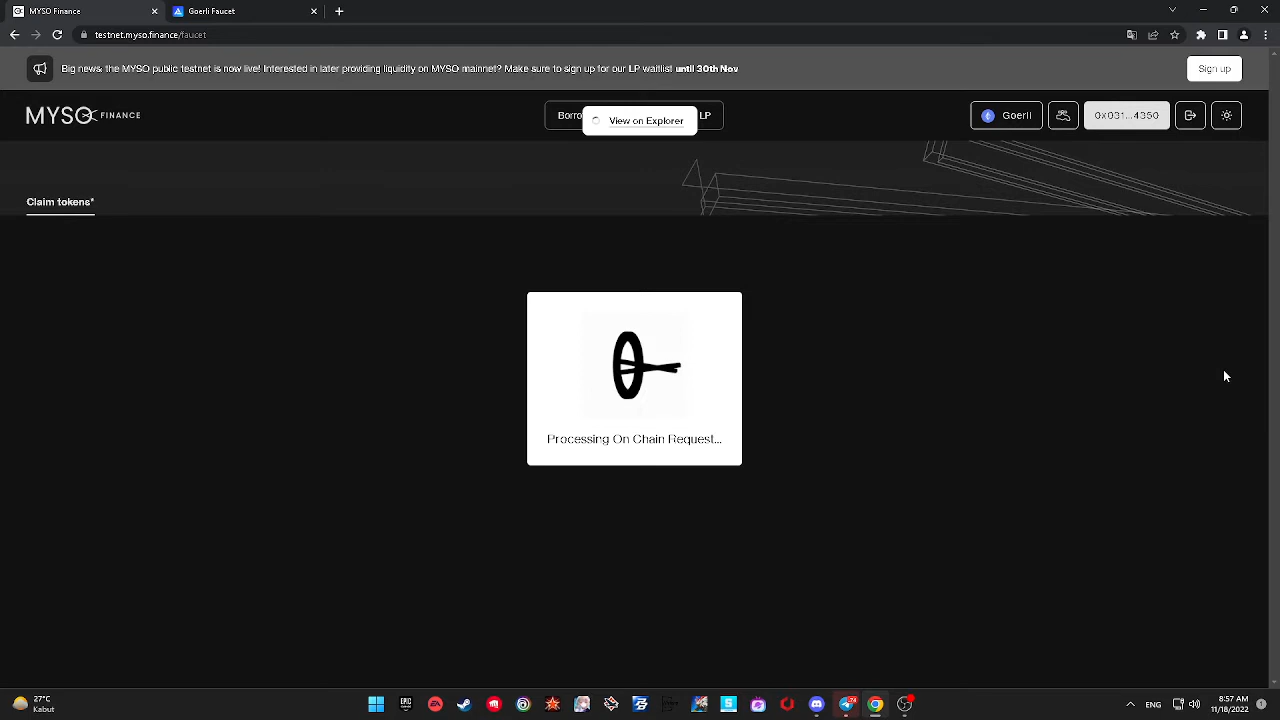 MYSO Finance
Goerli Faucet
testnet.myso.finance/faucet
Big news: the MYSO public testnet is now live! Interested in later providing liquidity on MYSO mainnet? Make sure to sign up for our LP waitlist until 30th Nov
Sign up
MYSO FINANCE
Borro
View on Explorer
LP
Goerli
0x031...4350
Claim tokens*
Processing On Chain Request...
27°C
Kabut
ENG
8:57 AM
11/18/2022